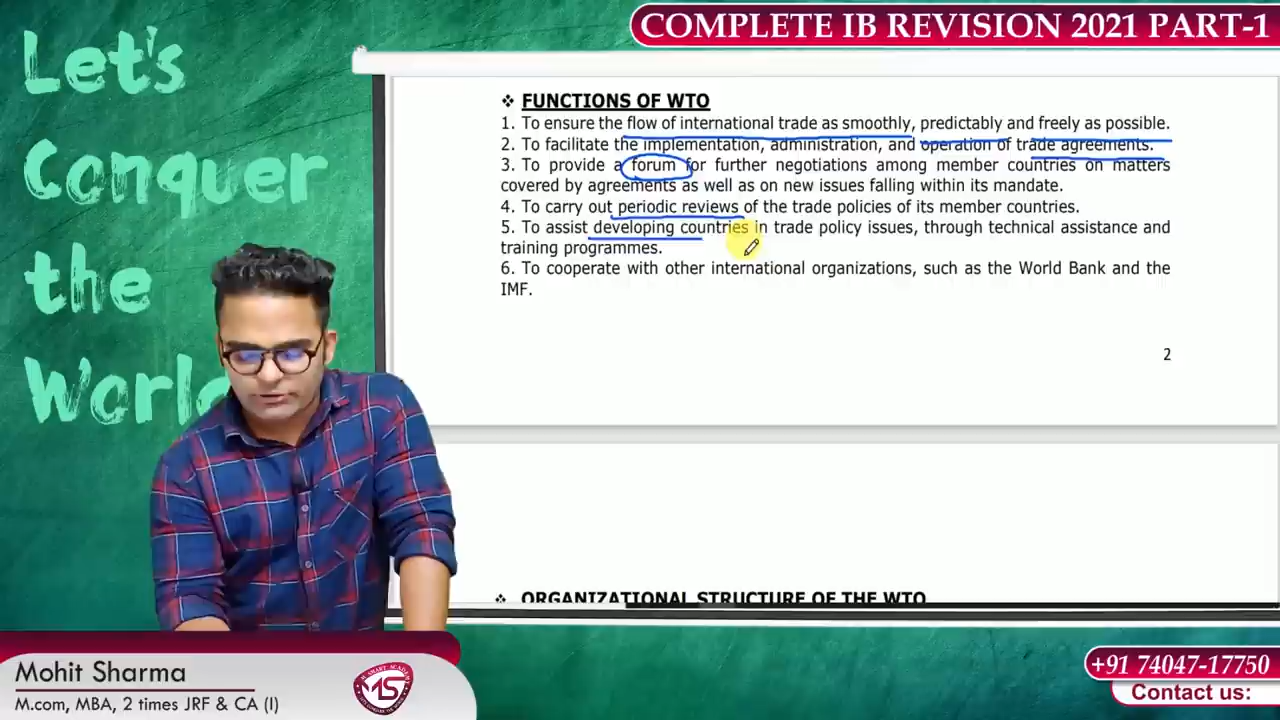 COMPLETE IB REVISION 2021 PART-1
Let's
Conquer
the
World
❖ FUNCTIONS OF WTO
1. To ensure the flow of international trade as smoothly, predictably and freely as possible.
2. To facilitate the implementation, administration, and operation of trade agreements.
3. To provide a forum for further negotiations among member countries on matters
covered by agreements as well as on new issues falling within its mandate.
4. To carry out periodic reviews of the trade policies of its member countries.
5. To assist developing countries in trade policy issues, through technical assistance and
training programmes.
6. To cooperate with other international organizations, such as the World Bank and the
IMF.
2
❖ ORGANIZATIONAL STRUCTURE OF THE WTO
Mohit Sharma
M.com, MBA, 2 times JRF & CA (I)
MS
+91 74047-17750
Contact us: